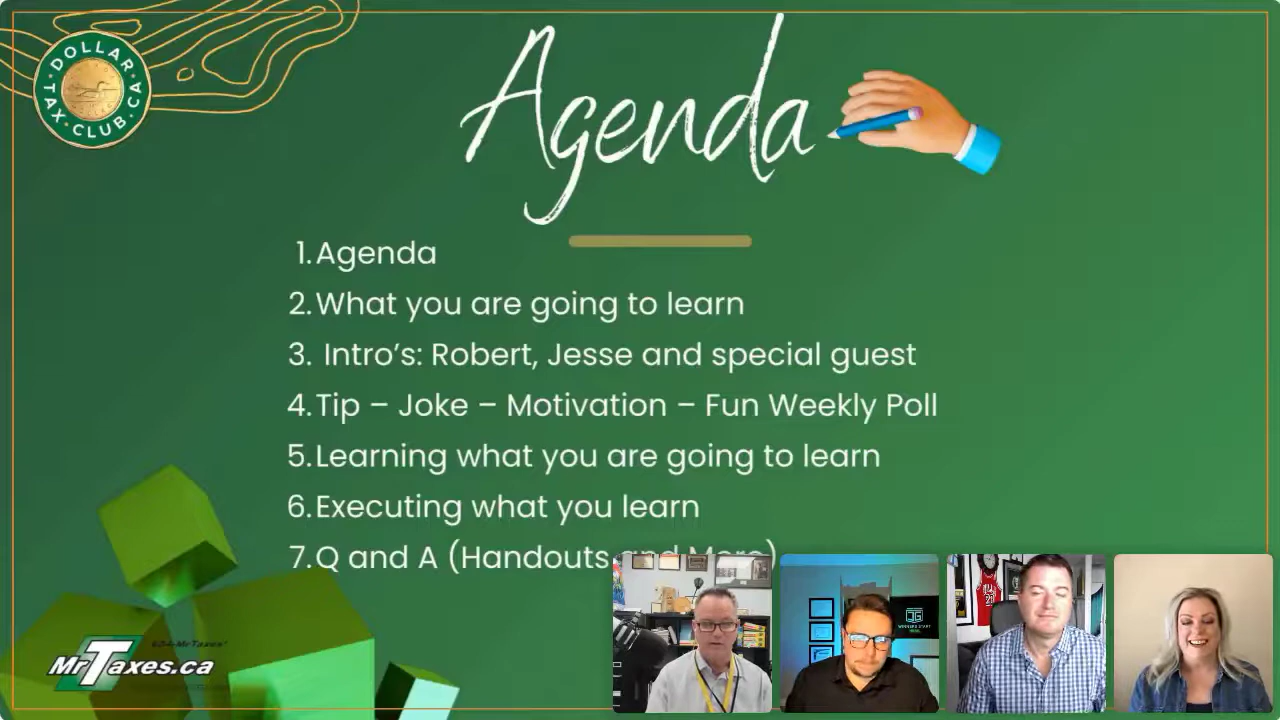 DOLLAR TAX CLUB.CA
Agenda
1. Agenda
2. What you are going to learn
3. Intro's: Robert, Jesse and special guest
4. Tip – Joke – Motivation – Fun Weekly Poll
5. Learning what you are going to learn
6. Executing what you learn
7. Q and A (Handouts and More)
MrTaxes.ca